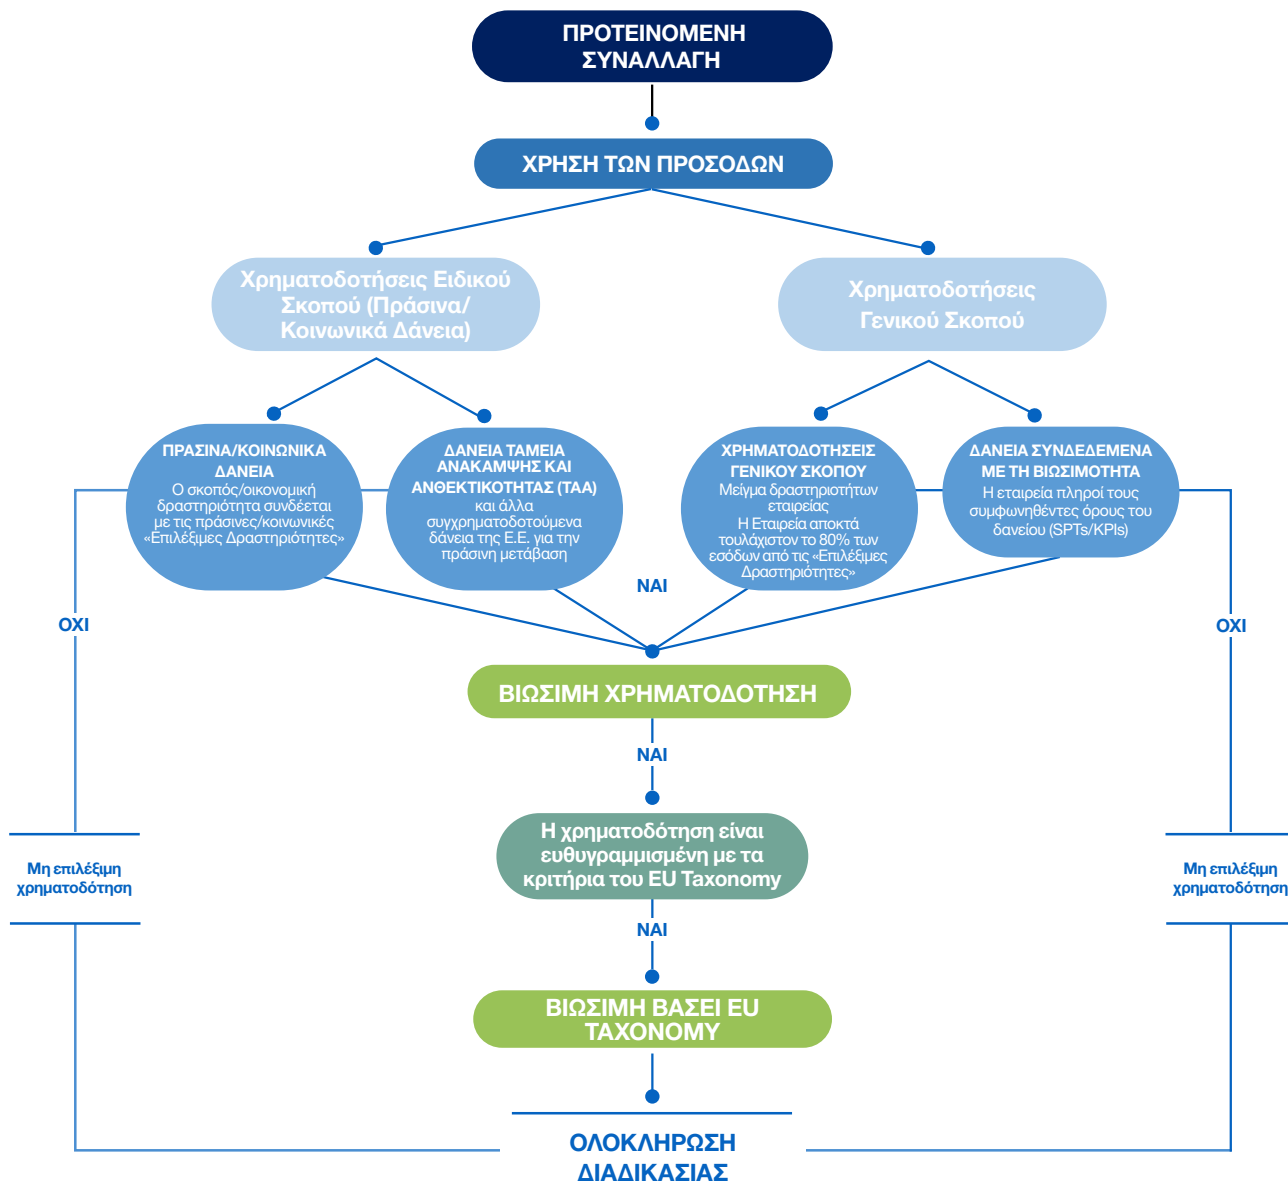 ΠΡΟΤΕΙΝΟΜΕΝΗ
ΣΥΝΑΛΛΑΓΗ
ΧΡΗΣΗ ΤΩΝ ΠΡΟΣΟΔΩΝ
Χρηματοδοτήσεις Ειδικού
Σκοπού (Πράσινα/
Κοινωνικά Δάνεια)
Χρηματοδοτήσεις
Γενικού Σκοπού
ΠΡΑΣΙΝΑ/ΚΟΙΝΩΝΙΚΑ
ΔΑΝΕΙΑ
Ο σκοπός/οικονομική
δραστηριότητα συνδέεται
με τις πράσινες/κοινωνικές
«Επιλέξιμες Δραστηριότητες»
ΔΑΝΕΙΑ ΤΑΜΕΙΑ
ΑΝΑΚΑΜΨΗΣ ΚΑΙ
ΑΝΘΕΚΤΙΚΟΤΗΤΑΣ (ΤΑΑ)
και άλλα
συγχρηματοδοτούμενα
δάνεια της Ε.Ε. για την
πράσινη μετάβαση
ΧΡΗΜΑΤΟΔΟΤΗΣΕΙΣ
ΓΕΝΙΚΟΥ ΣΚΟΠΟΥ
Μείγμα δραστηριοτήτων
εταιρείας
Η Εταιρεία αποκτά
τουλάχιστον το 80% των
εσόδων από τις «Επιλέξιμες
Δραστηριότητες»
ΔΑΝΕΙΑ ΣΥΝΔΕΔΕΜΕΝΑ
ΜΕ ΤΗ ΒΙΩΣΙΜΟΤΗΤΑ
Η εταιρεία πληροί τους
συμφωνηθέντες όρους του
δανείου (SPTs/KPIs)
ΝΑΙ
ΟΧΙ
ΟΧΙ
ΒΙΩΣΙΜΗ ΧΡΗΜΑΤΟΔΟΤΗΣΗ
ΝΑΙ
Η χρηματοδότηση είναι
ευθυγραμμισμένη με τα
κριτήρια του EU Taxonomy
Μη επιλέξιμη
χρηματοδότηση
Μη επιλέξιμη
χρηματοδότηση
ΝΑΙ
ΒΙΩΣΙΜΗ ΒΑΣΕΙ EU
TAXONOMY
ΟΛΟΚΛΗΡΩΣΗ
ΔΙΑΔΙΚΑΣΙΑΣ